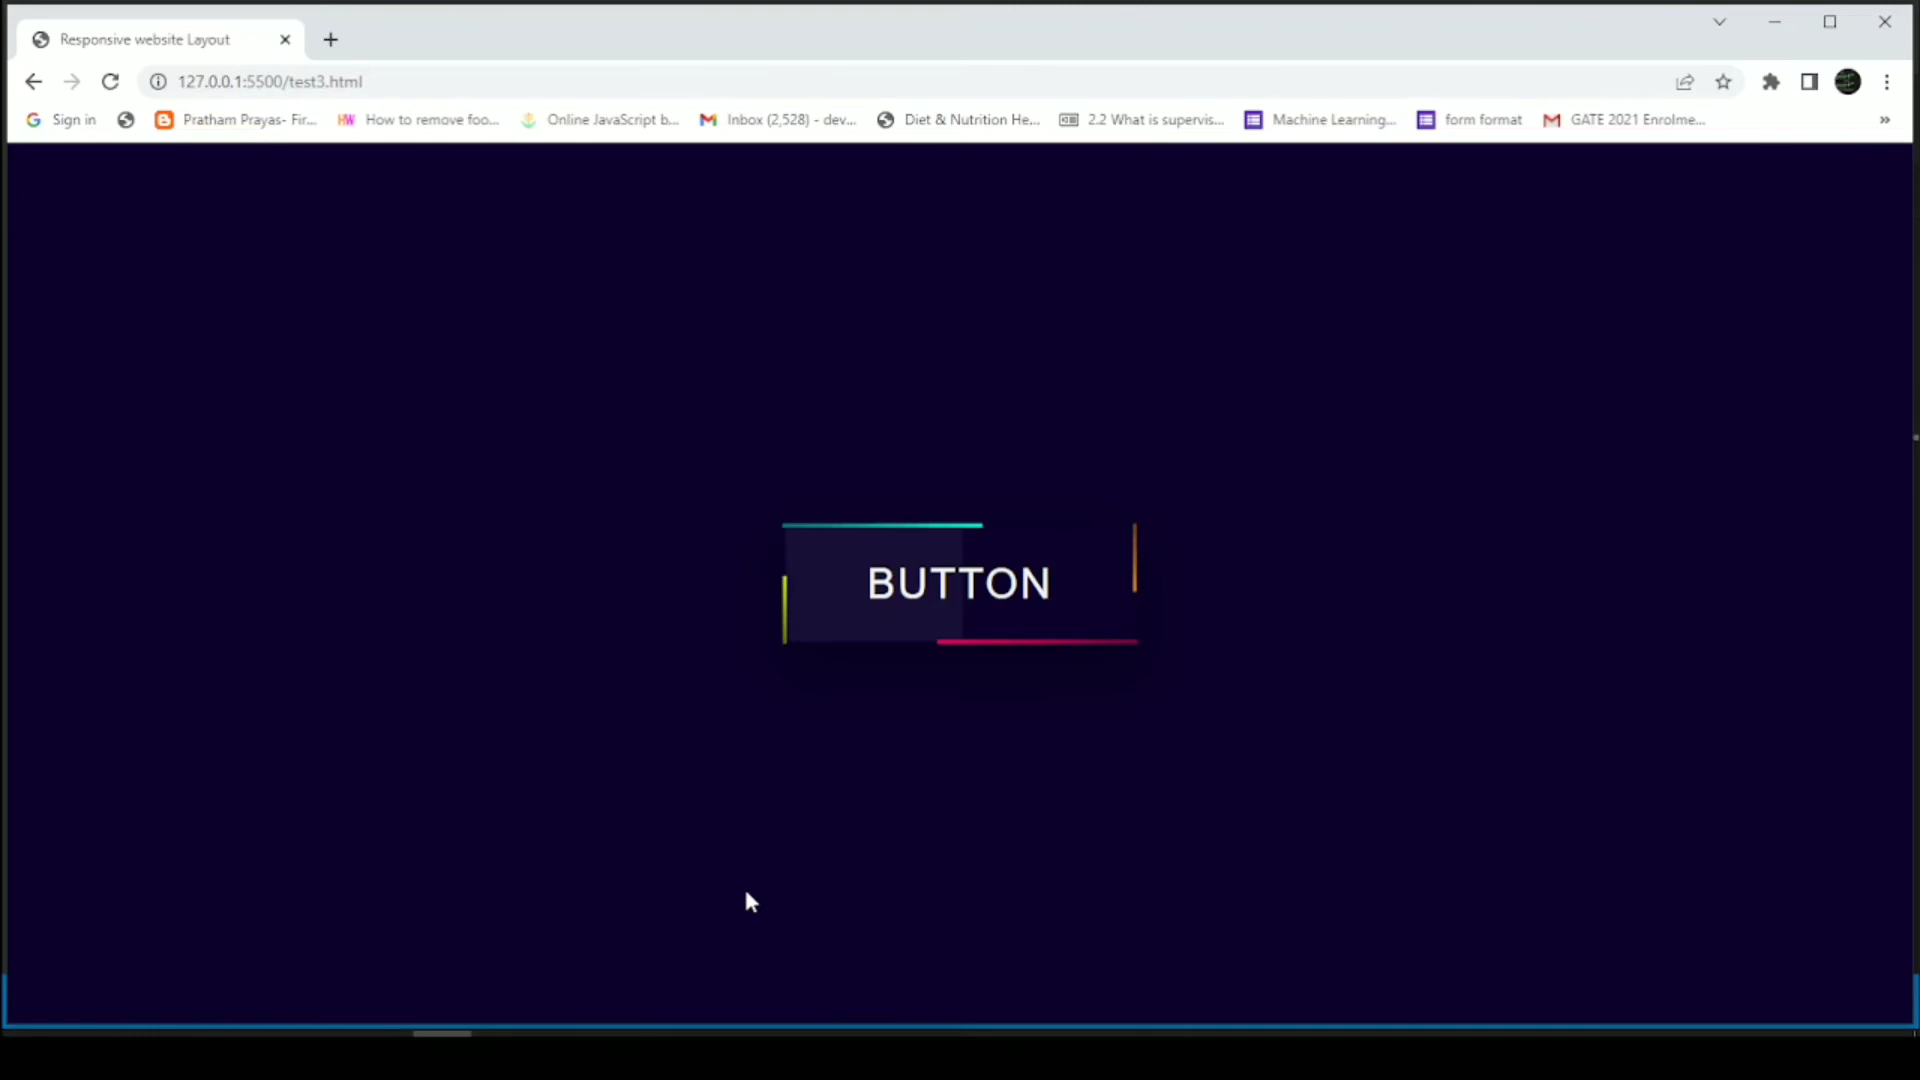 Responsive website Layout
127.0.0.1:5500/test3.html
Sign in Pratham Prayas- Fir... HW How to remove foo... Online JavaScript b... Inbox (2,528) - dev... Diet & Nutrition He... 2.2 What is supervis... Machine Learning... form format GATE 2021 Enrolme... »
BUTTON